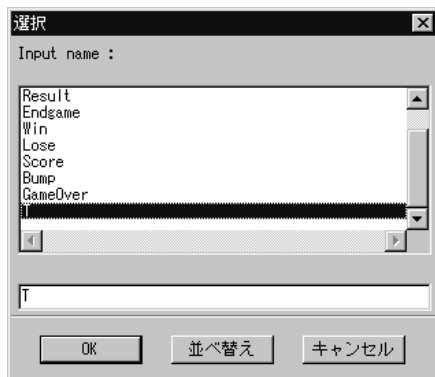 選択
Input name :
Result
Endgame
Win
Lose
Score
Bump
GameOver
T
T
OK
並べ替え
キャンセル